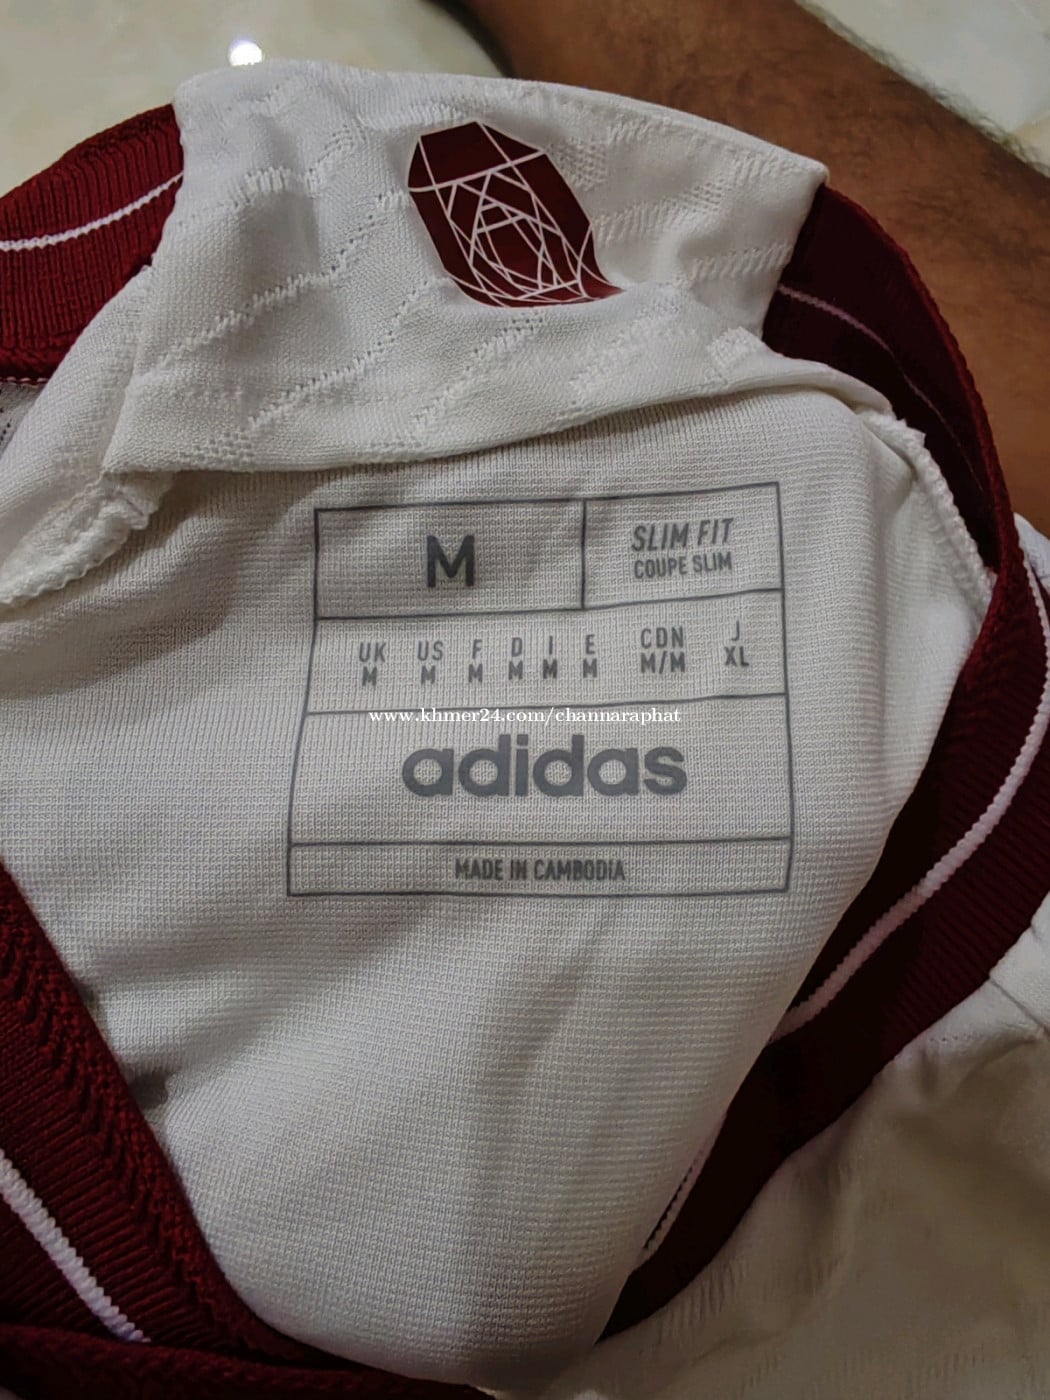 M
SLIM FIT
COUPE SLIM
UK US F D I E CDN J
M M M M M M M/M XL
www.khmer24.com/channaraphat
adidas
MADE IN CAMBODIA